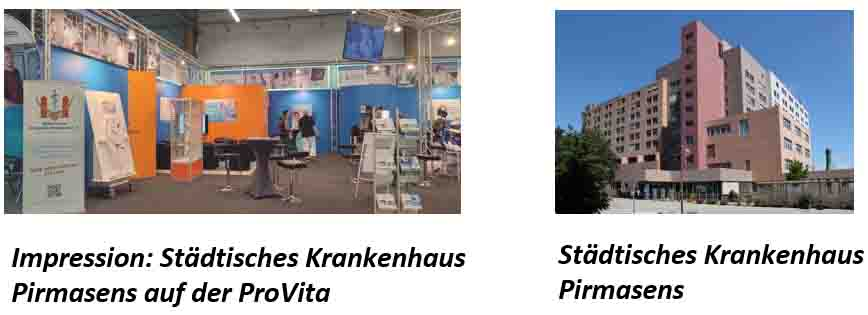 Impression: Städtisches Krankenhaus
Pirmasens auf der ProVita
Städtisches Krankenhaus
Pirmasens